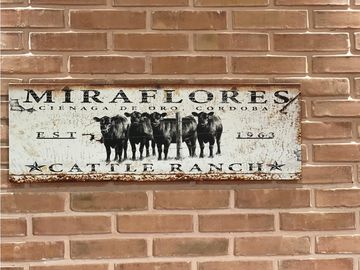 MIRAFLORES
CIENAGA DE ORO, CORDOBA
EST 1963
★CATTLE RANCH★